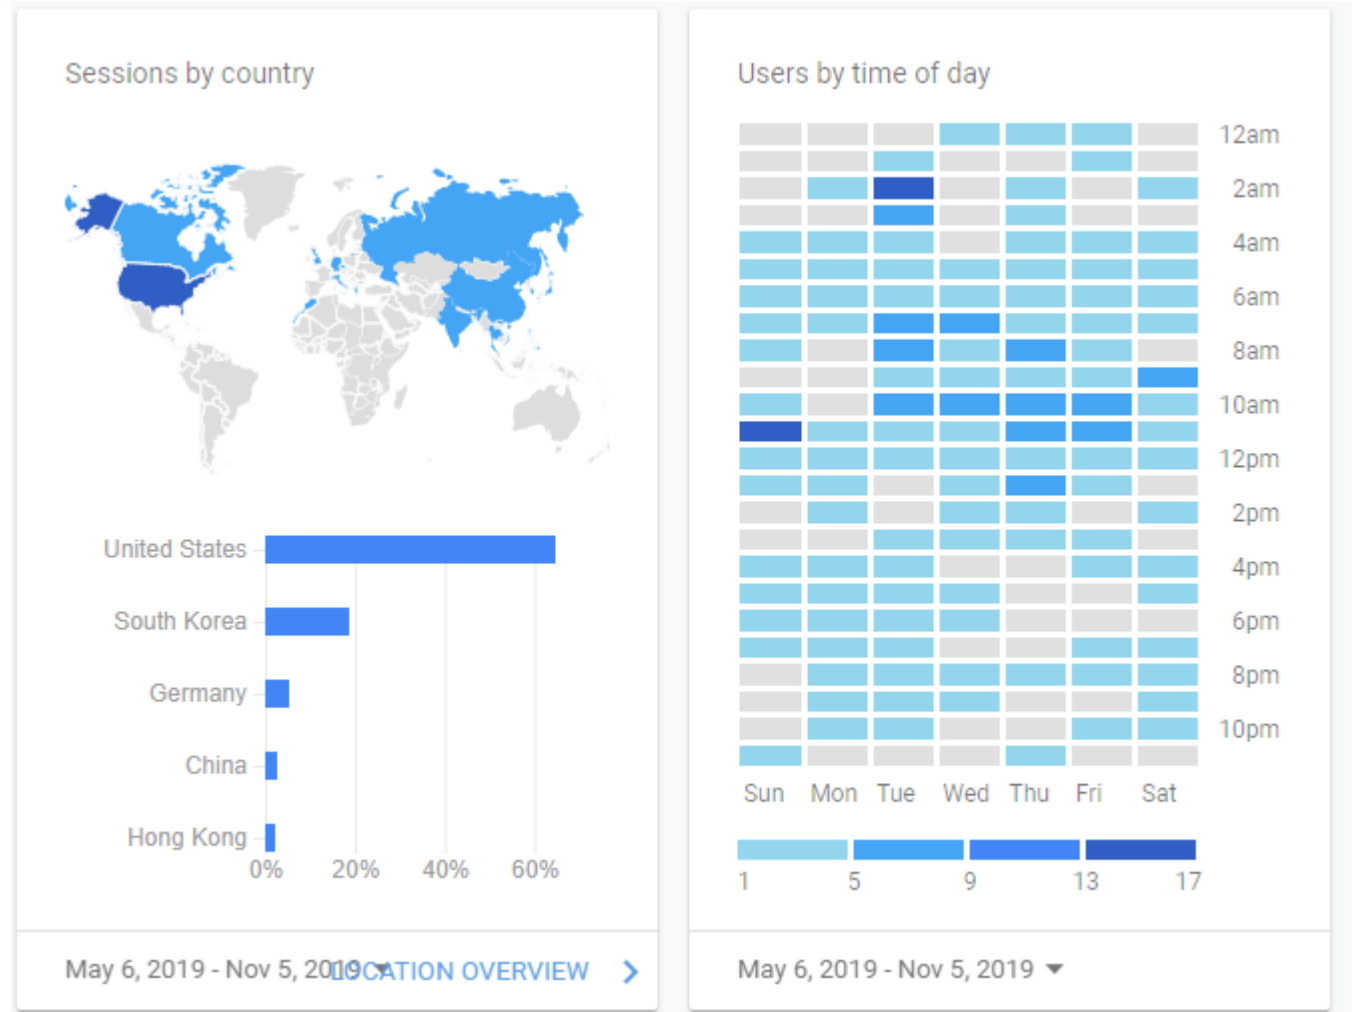 Sessions by country
United States
South Korea
Germany
China
Hong Kong
0% 20% 40% 60%
May 6, 2019 - Nov 5, 2019
LOCATION OVERVIEW
Users by time of day
12am
2am
4am
6am
8am
10am
12pm
2pm
4pm
6pm
8pm
10pm
Sun Mon Tue Wed Thu Fri Sat
1 5 9 13 17
May 6, 2019 - Nov 5, 2019